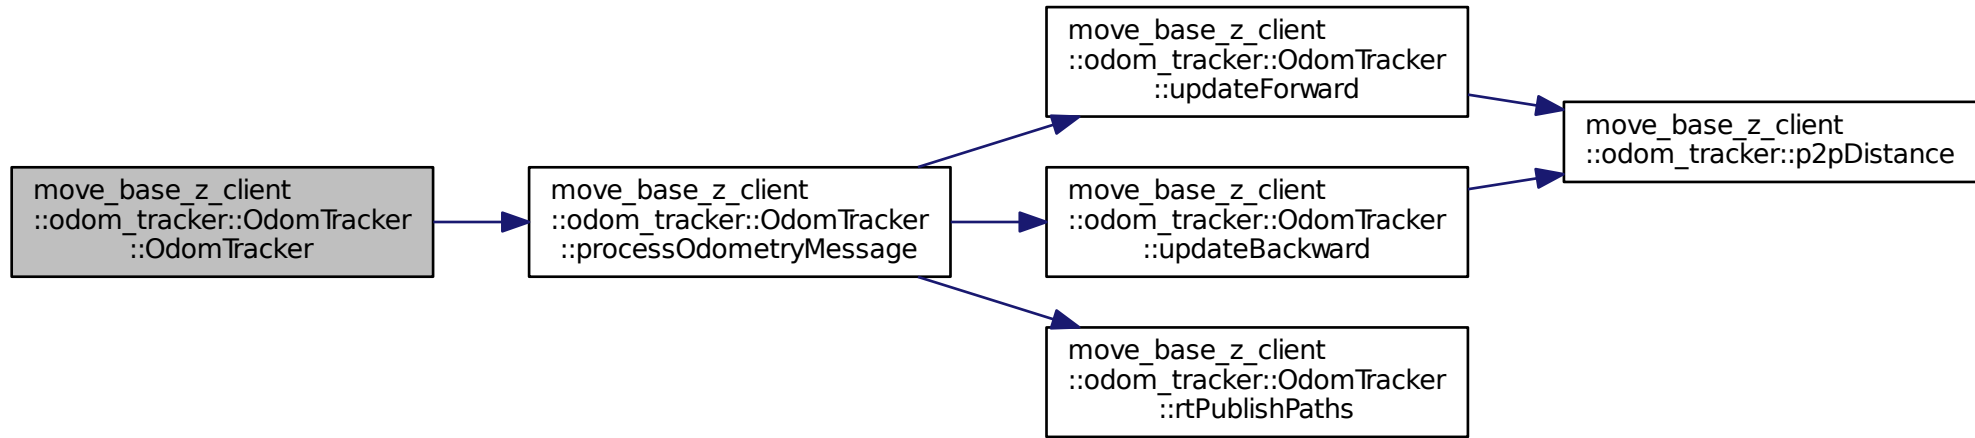 move_base_z_client
::odom_tracker::OdomTracker
::OdomTracker
move_base_z_client
::odom_tracker::OdomTracker
::processOdometryMessage
move_base_z_client
::odom_tracker::OdomTracker
::updateForward
move_base_z_client
::odom_tracker::OdomTracker
::updateBackward
move_base_z_client
::odom_tracker::OdomTracker
::rtPublishPaths
move_base_z_client
::odom_tracker::p2pDistance